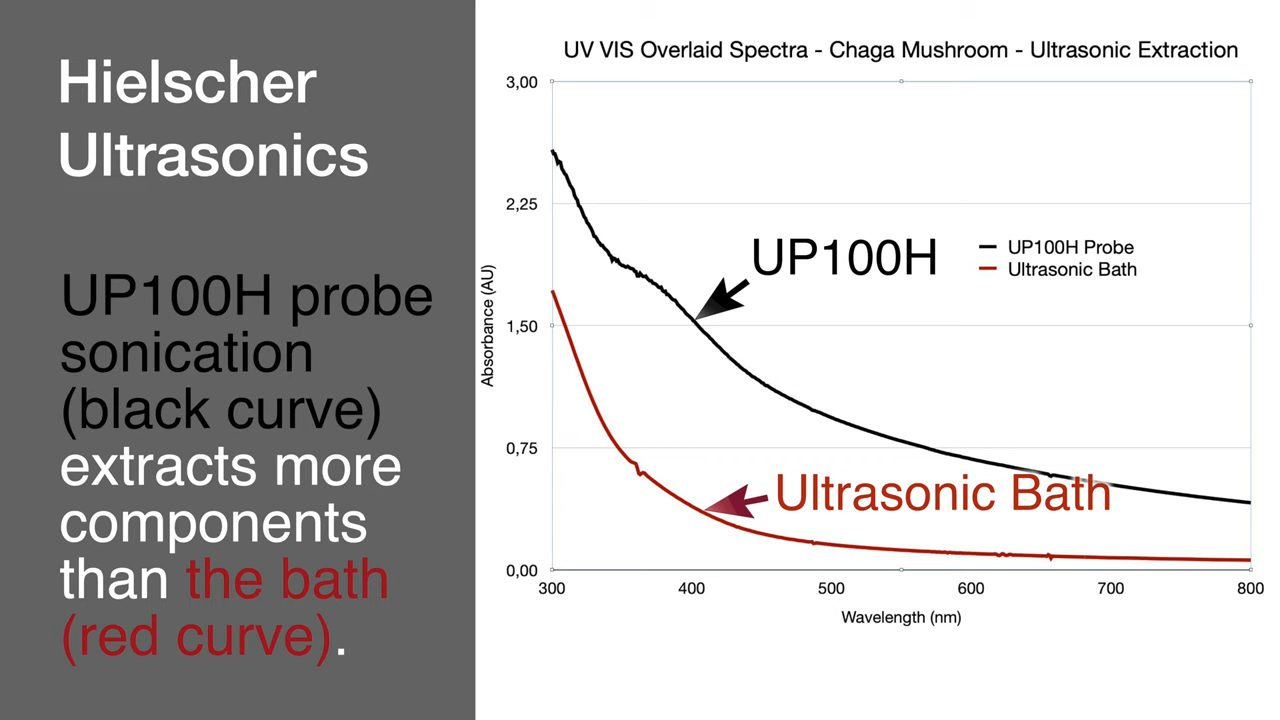 Hielscher
Ultrasonics
UP100H probe
sonication
(black curve)
extracts more
components
than the bath
(red curve).
UV VIS Overlaid Spectra - Chaga Mushroom - Ultrasonic Extraction
3,00
2,25
1,50
0,75
0,00
Absorbance (AU)
UP100H
UP100H Probe
Ultrasonic Bath
Ultrasonic Bath
300 400 500 600 700 800
Wavelength (nm)